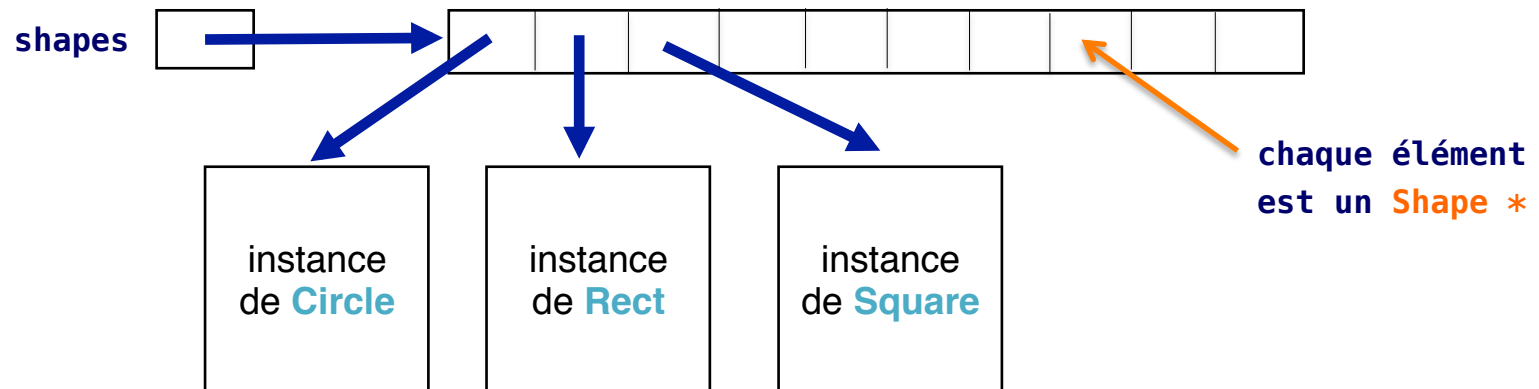 shapes
chaque élément
est un Shape *
instance
de Circle
instance
de Rect
instance
de Square